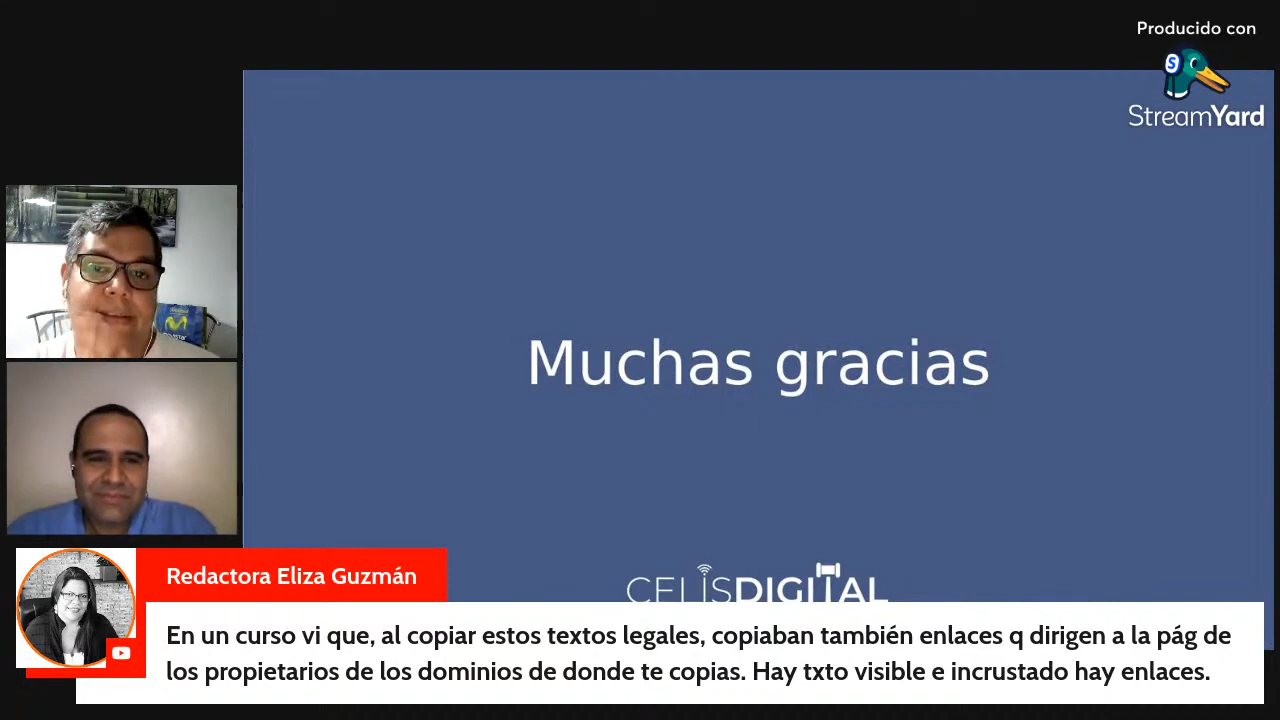 Producido con
StreamYard
Muchas gracias
CELISDIGITAL
Redactora Eliza Guzmán
En un curso vi que, al copiar estos textos legales, copiaban también enlaces q dirigen a la pág de
los propietarios de los dominios de donde te copias. Hay txto visible e incrustado hay enlaces.